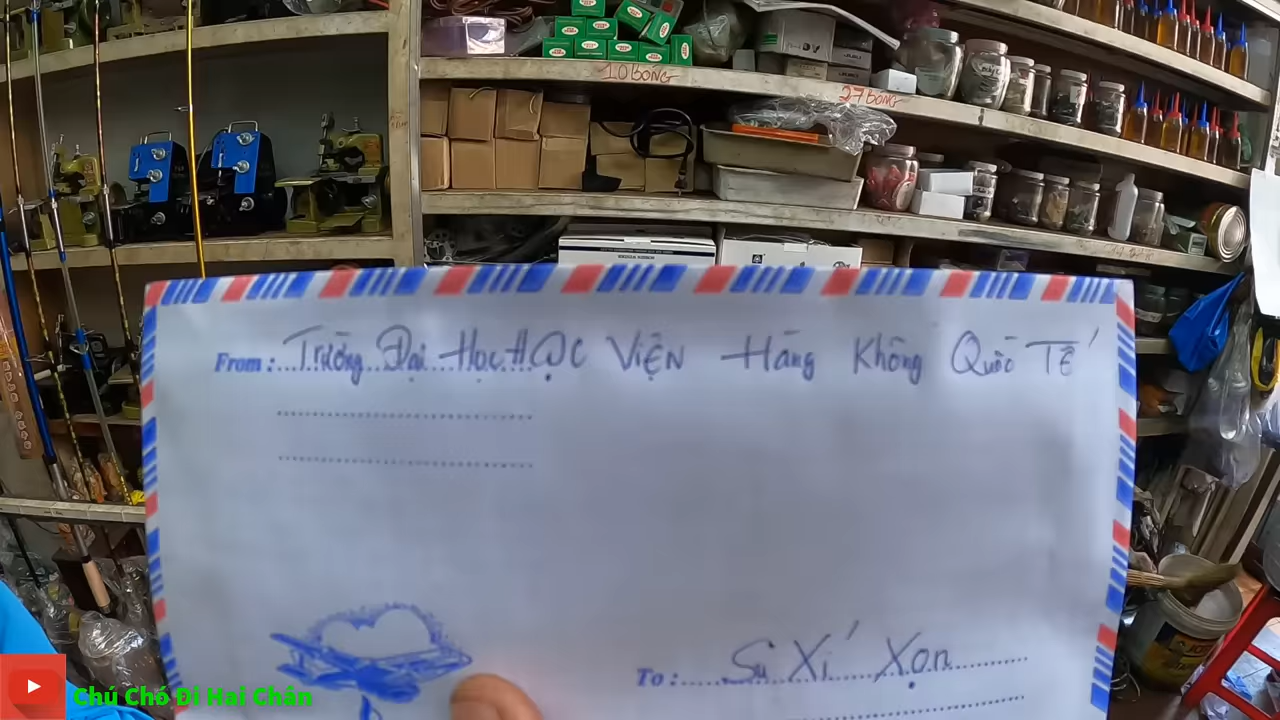 10 BÓNG
27 BÓNG
From : Trường Đại Học HỌC VIỆN Hàng Không Quốc Tế
To : Su Xí Xọn
Chú Chó Đi Hai Chân